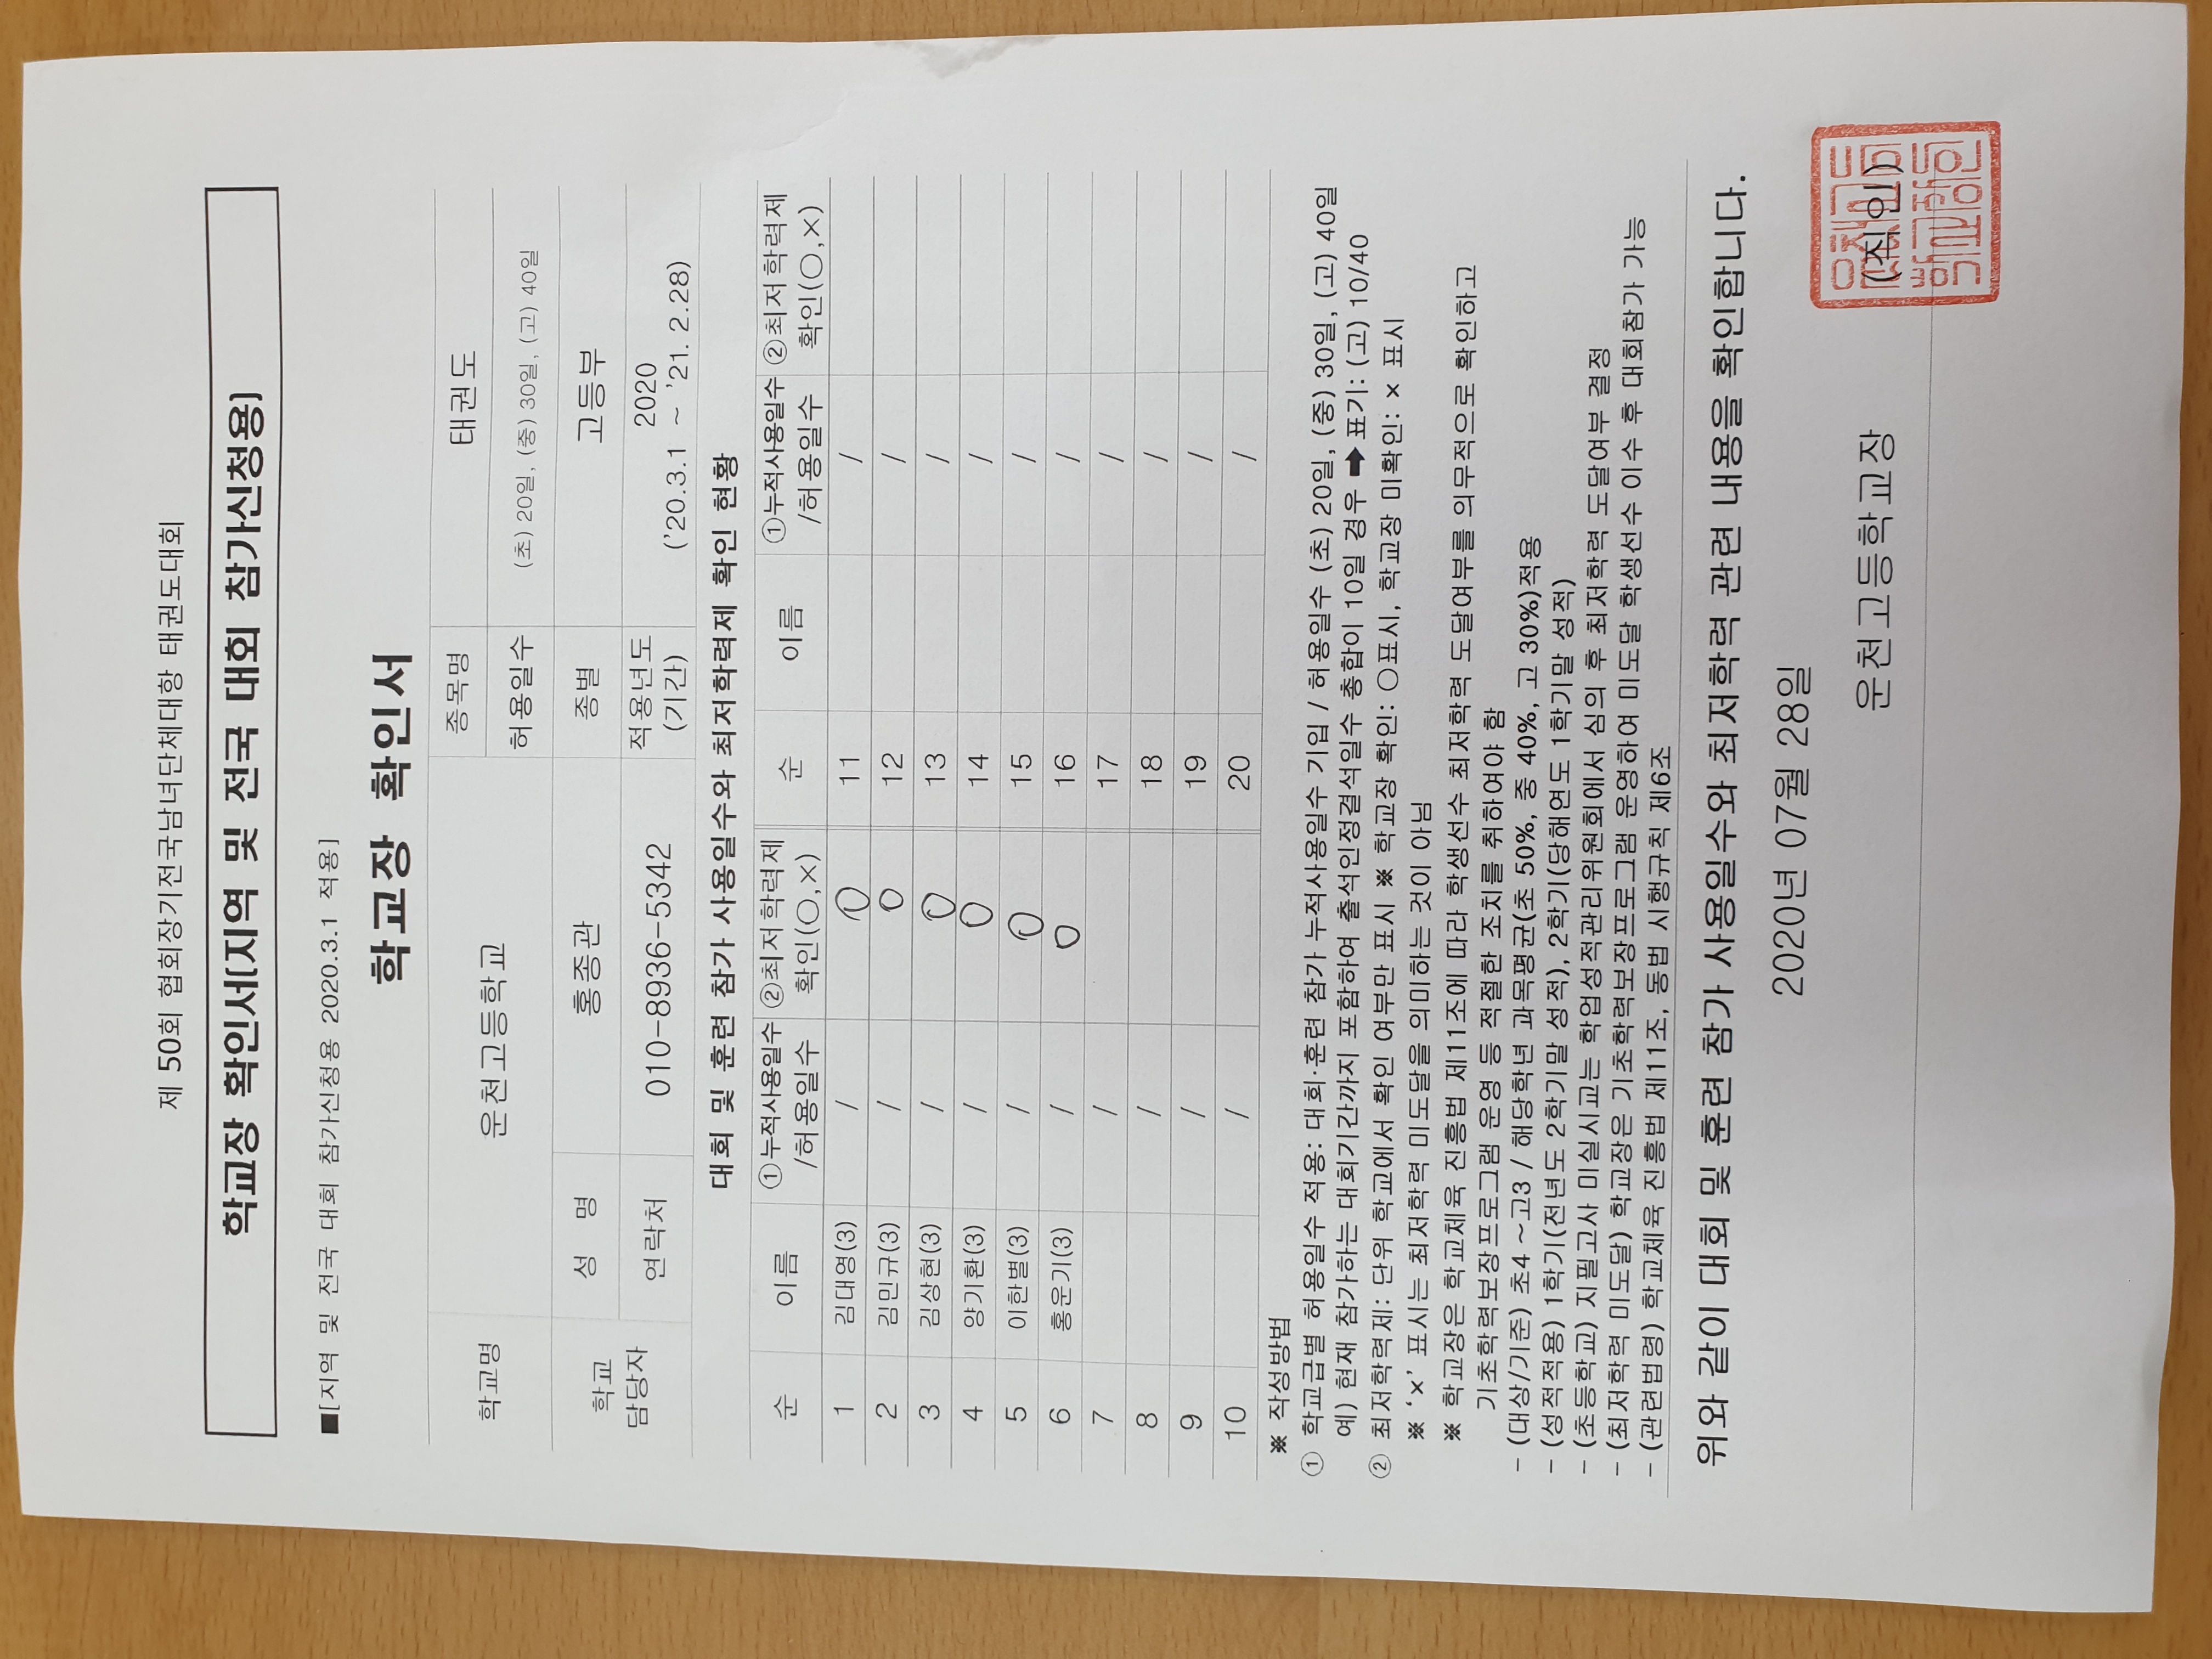 제 50회 협회장기전국남녀단체대항 태권도대회
학교장 확인서[지역 및 전국 대회 참가신청용]
■[지역 및 전국 대회 참가신청용 2020.3.1 적용]
학교장 확인서
학교명 운천고등학교 종목명 태권도
허용일수 (초) 20일, (중) 30일, (고) 40일
학교 담당자 성 명 홍종관 종별 고등부
연락처 010-8936-5342 적용년도 (기간) 2020 ('20.3.1 ~ '21. 2.28)
대회 및 훈련 참가 사용일수와 최저학력제 확인 현황
순 이름 ①누적사용일수 /허용일수 ②최저학력제 확인(○,×) 순 이름 ①누적사용일수 /허용일수 ②최저학력제 확인(○,×)
1 김대영(3) / ○ 11 /
2 김민규(3) / ○ 12 /
3 김상현(3) / ○ 13 /
4 양기환(3) / ○ 14 /
5 이한별(3) / ○ 15 /
6 홍운기(3) / ○ 16 /
7 / 17 /
8 / 18 /
9 / 19 /
10 / 20 /
※ 작성방법
① 학교급별 허용일수 적용: 대회·훈련 참가 누적사용일수 기입 / 허용일수 (초) 20일, (중) 30일, (고) 40일
예) 현재 참가하는 대회기간까지 포함하여 출석인정결석일수 총합이 10일 경우 ➡ 표기: (고) 10/40
② 최저학력제: 단위 학교에서 확인 여부만 표시 ※ 학교장 확인: ○표시, 학교장 미확인: × 표시
※ '×' 표시는 최저학력 미도달을 의미하는 것이 아님
※ 학교장은 학교체육 진흥법 제11조에 따라 학생선수 최저학력 도달여부를 의무적으로 확인하고
기초학력보장프로그램 운영 등 적절한 조치를 취하여야 함
- (대상/기준) 초4 ~고3 / 해당학년 과목평균(초 50%, 중 40%, 고 30%)적용
- (성적적용) 1학기(전년도 2학기말 성적), 2학기(당해연도 1학기말 성적)
- (초등학교) 지필고사 미실시교는 학업성적관리위원회에서 심의 후 최저학력 도달여부 결정
- (최저학력 미도달) 학교장은 기초학력보장프로그램 운영하여 미도달 학생선수 이수 후 대회참가 가능
- (관련법령) 학교체육 진흥법 제11조, 동법 시행규칙 제6조
위와 같이 대회 및 훈련 참가 사용일수와 최저학력 관련 내용을 확인합니다.
2020년 07월 28일
운천고등학교장 (직인)